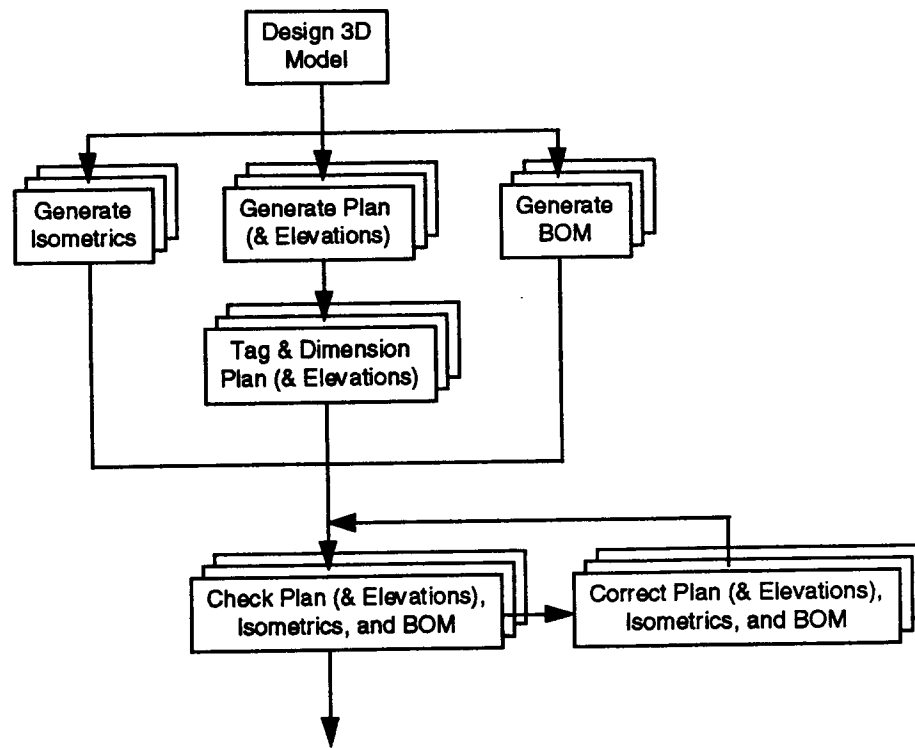 Design 3D
Model
Generate
Isometrics
Generate Plan
(& Elevations)
Generate
BOM
Tag & Dimension
Plan (& Elevations)
Check Plan (& Elevations),
Isometrics, and BOM
Correct Plan (& Elevations),
Isometrics, and BOM